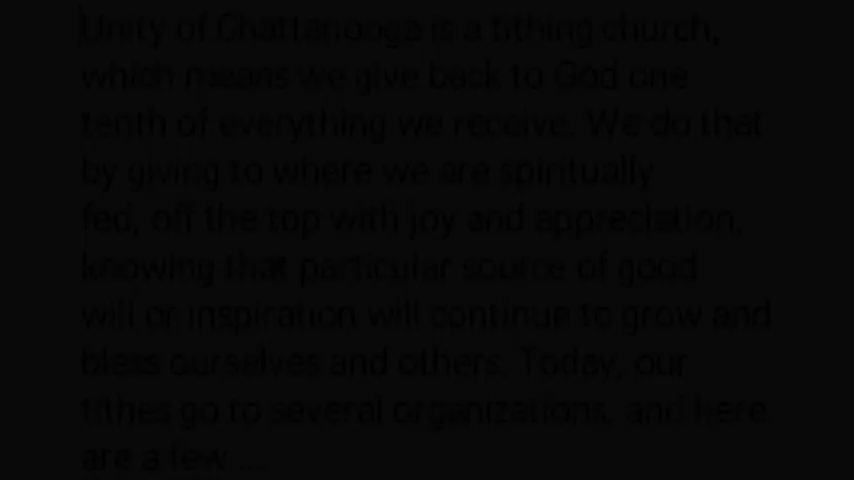 Unity of Chattanooga is a tithing church,
which means we give back to God one
tenth of everything we receive. We do that
by giving to where we are spiritually
fed, off the top with joy and appreciation,
knowing that particular source of good
will or inspiration will continue to grow and
bless ourselves and others. Today, our
tithes go to several organizations, and here
are a few ...